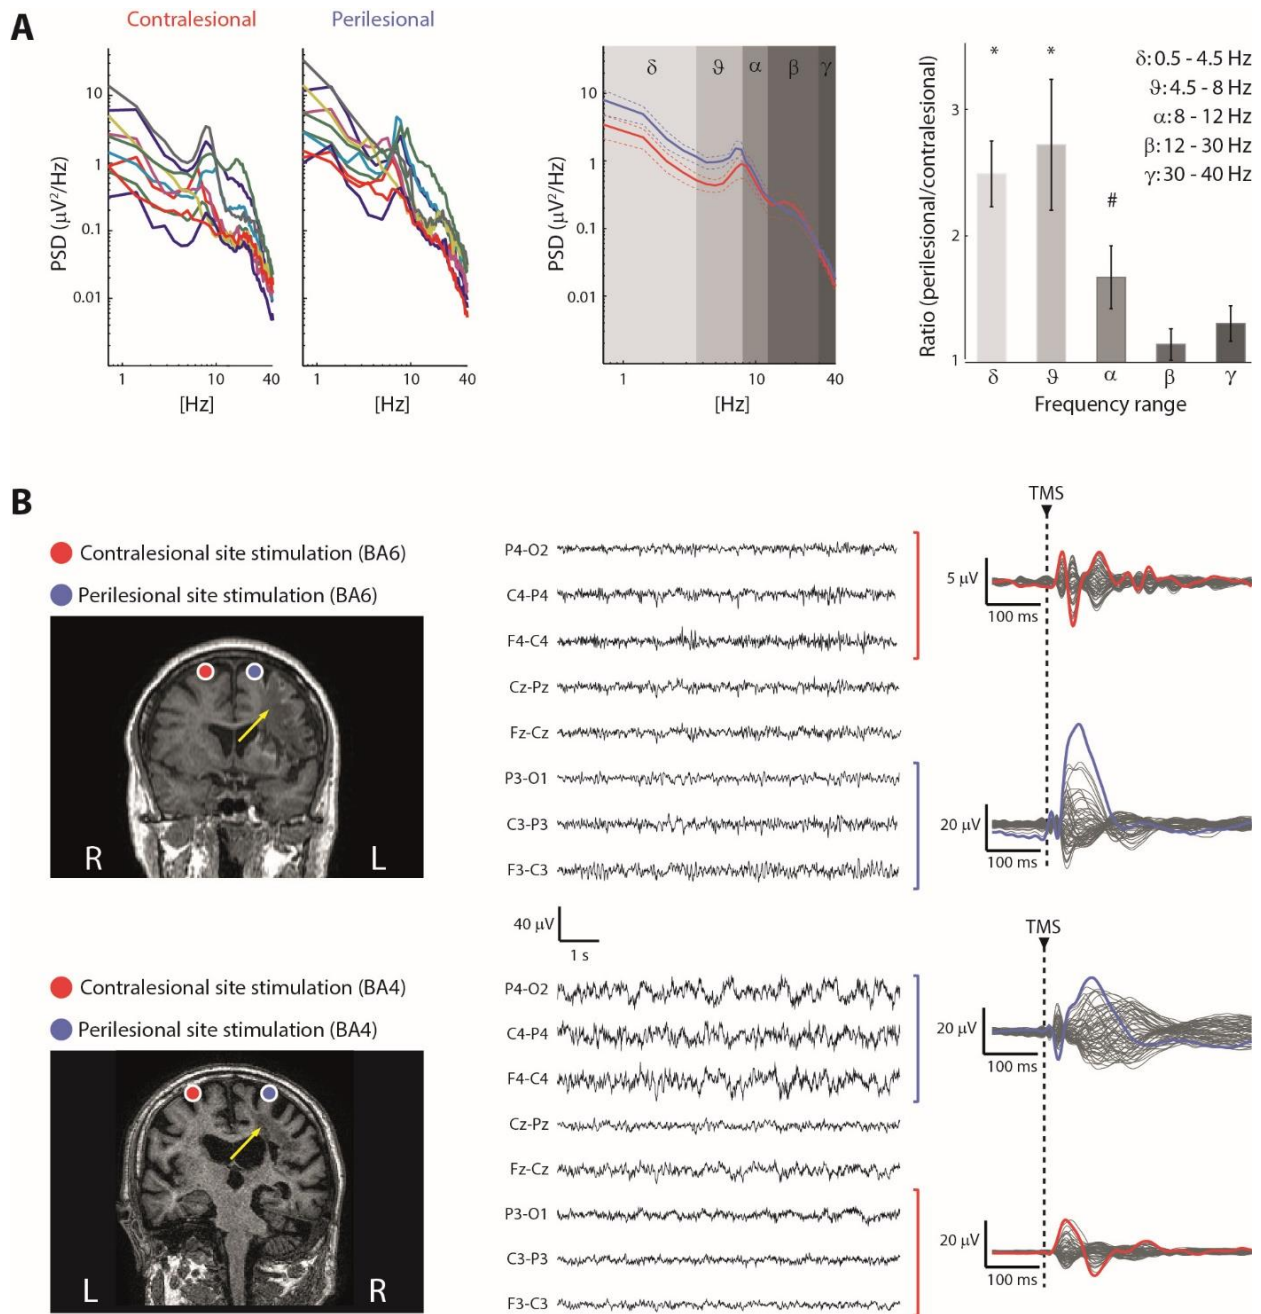 A
Contralesional
Perilesional
PSD (μV²/Hz)
10
1
0.1
0.01
1
10
40
[Hz]
1
10
40
[Hz]
PSD (μV²/Hz)
10
1
0.1
0.01
δ
ϑ
α
β
γ
1
10
40
[Hz]
Ratio (perilesional/contralesional)
3
2
1
*
*
#
δ: 0.5 - 4.5 Hz
ϑ: 4.5 - 8 Hz
α: 8 - 12 Hz
β: 12 - 30 Hz
γ: 30 - 40 Hz
δ
ϑ
α
β
γ
Frequency range
B
Contralesional site stimulation (BA6)
Perilesional site stimulation (BA6)
R
L
P4-O2
C4-P4
F4-C4
Cz-Pz
Fz-Cz
P3-O1
C3-P3
F3-C3
40 μV
1 s
TMS
5 μV
100 ms
20 μV
100 ms
Contralesional site stimulation (BA4)
Perilesional site stimulation (BA4)
L
R
P4-O2
C4-P4
F4-C4
Cz-Pz
Fz-Cz
P3-O1
C3-P3
F3-C3
TMS
20 μV
100 ms
20 μV
100 ms